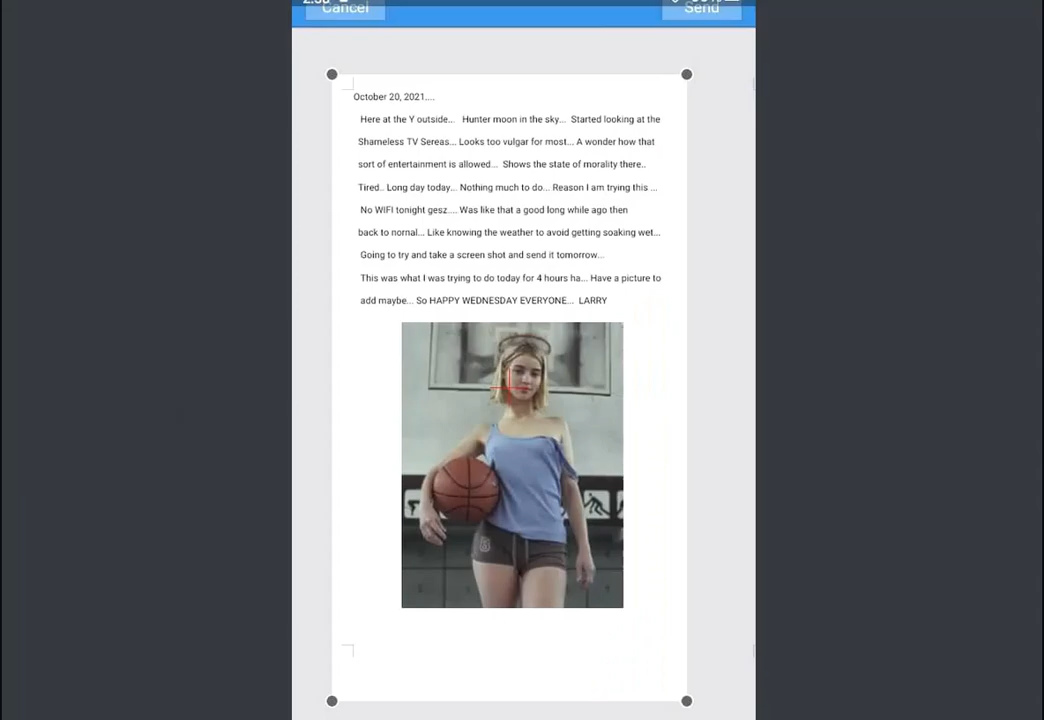 Cancel
Send
October 20, 2021....
Here at the Y outside... Hunter moon in the sky... Started looking at the
Shameless TV Sereas... Looks too vulgar for most... A wonder how that
sort of entertainment is allowed... Shows the state of morality there..
Tired.. Long day today... Nothing much to do... Reason I am trying this ...
No WIFI tonight gesz.... Was like that a good long while ago then
back to nornal... Like knowing the weather to avoid getting soaking wet...
Going to try and take a screen shot and send it tomorrow...
This was what I was trying to do today for 4 hours ha... Have a picture to
add maybe... So HAPPY WEDNESDAY EVERYONE... LARRY